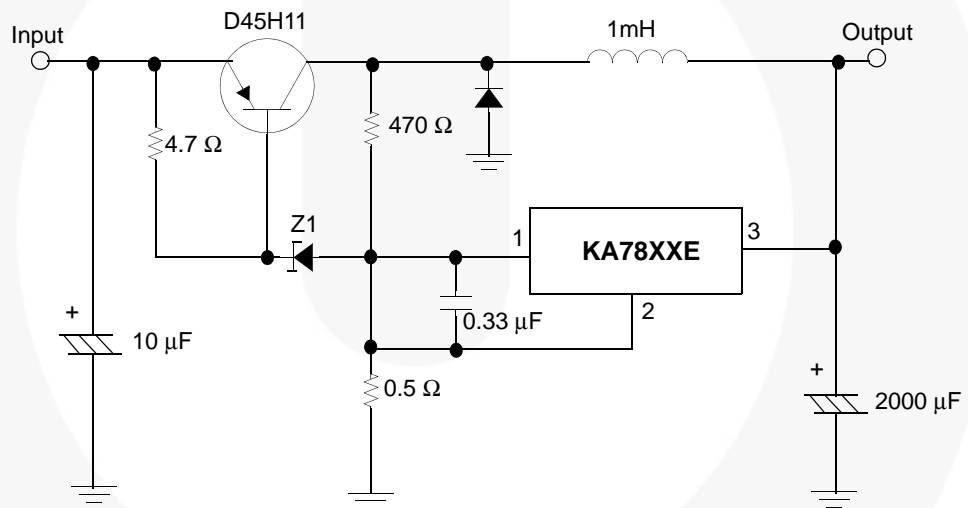 D45H11
Input
1mH
Output
4.7 Ω
470 Ω
Z1
1
KA78XXE
3
2
0.33 μF
+
10 μF
0.5 Ω
+
2000 μF